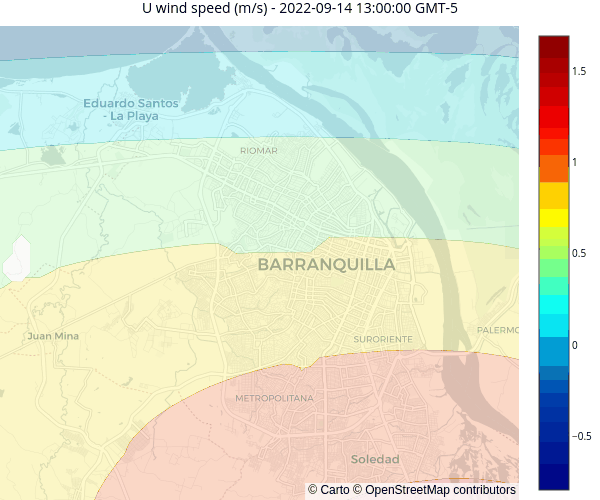 U wind speed (m/s) - 2022-09-14 13:00:00 GMT-5
Eduardo Santos
- La Playa
RIOMAR
BARRANQUILLA
Juan Mina
SURORIENTE
PALERMO
METROPOLITANA
Soledad
© Carto © OpenStreetMap contributors
1.5
1
0.5
0
−0.5